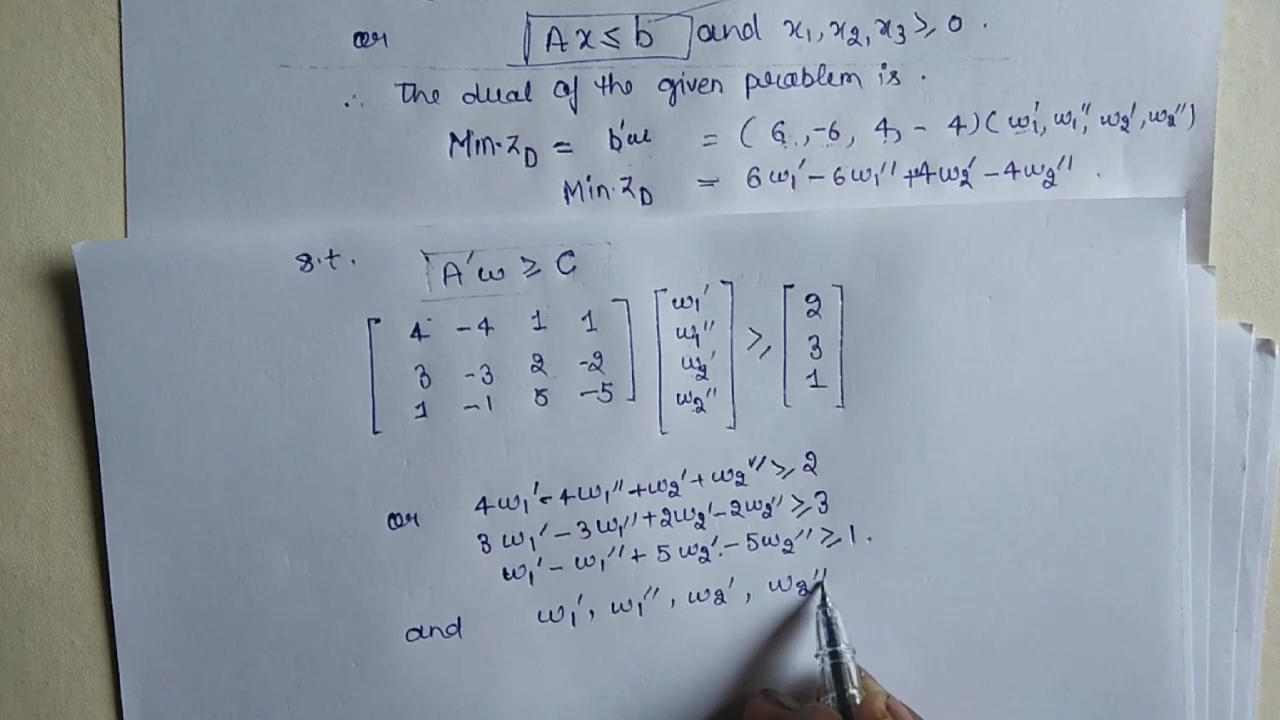 or Ax ≤ b and x₁, x₂, x₃ ≥ 0.
∴ The dual of the given problem is.
Min. Z_D = b'w = (6, -6, 4, -4)(w₁', w₁'', w₂', w₂'')
Min. Z_D = 6w₁' - 6w₁'' + 4w₂' - 4w₂''.
s.t. A'w ≥ C
[ 4 -4 1 1 ] [ w₁' ] ≥ [ 2 ]
[ 3 -3 2 -2 ] [ w₁'' ] [ 3 ]
[ 1 -1 5 -5 ] [ w₂' ] [ 1 ]
[ w₂'' ]
or 4w₁' - 4w₁'' + w₂' + w₂'' ≥ 2
3w₁' - 3w₁'' + 2w₂' - 2w₂'' ≥ 3
w₁' - w₁'' + 5w₂' - 5w₂'' ≥ 1.
and w₁', w₁'', w₂', w₂''